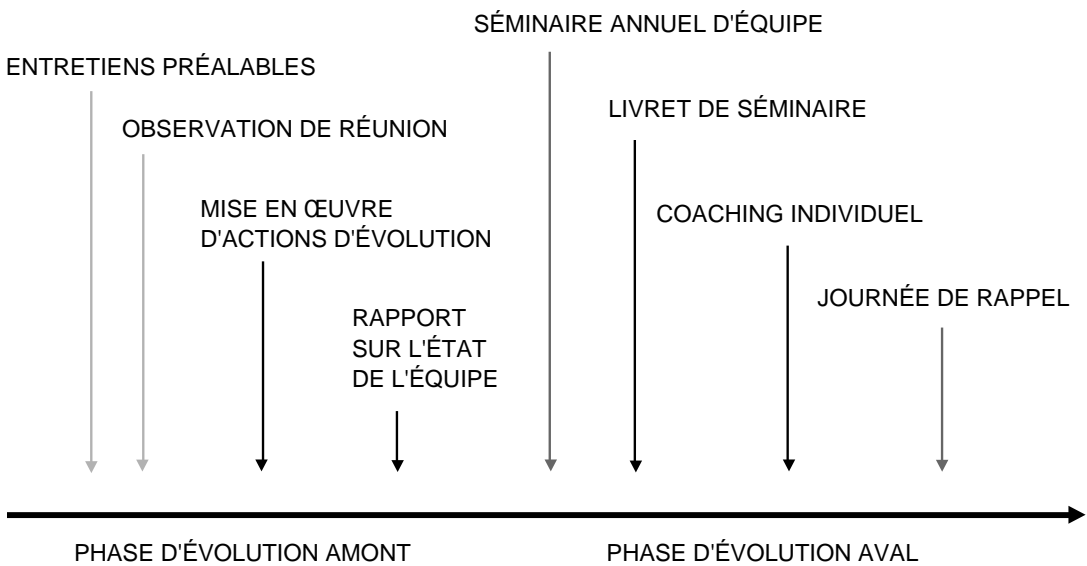 SÉMINAIRE ANNUEL D'ÉQUIPE
ENTRETIENS PRÉALABLES
LIVRET DE SÉMINAIRE
OBSERVATION DE RÉUNION
MISE EN ŒUVRE
D'ACTIONS D'ÉVOLUTION
COACHING INDIVIDUEL
JOURNÉE DE RAPPEL
RAPPORT
SUR L'ÉTAT
DE L'ÉQUIPE
PHASE D'ÉVOLUTION AMONT
PHASE D'ÉVOLUTION AVAL